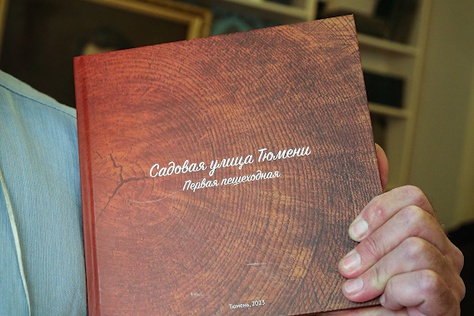 Садовая улица Тюмени
Первая пешеходная
Тюмень, 2023